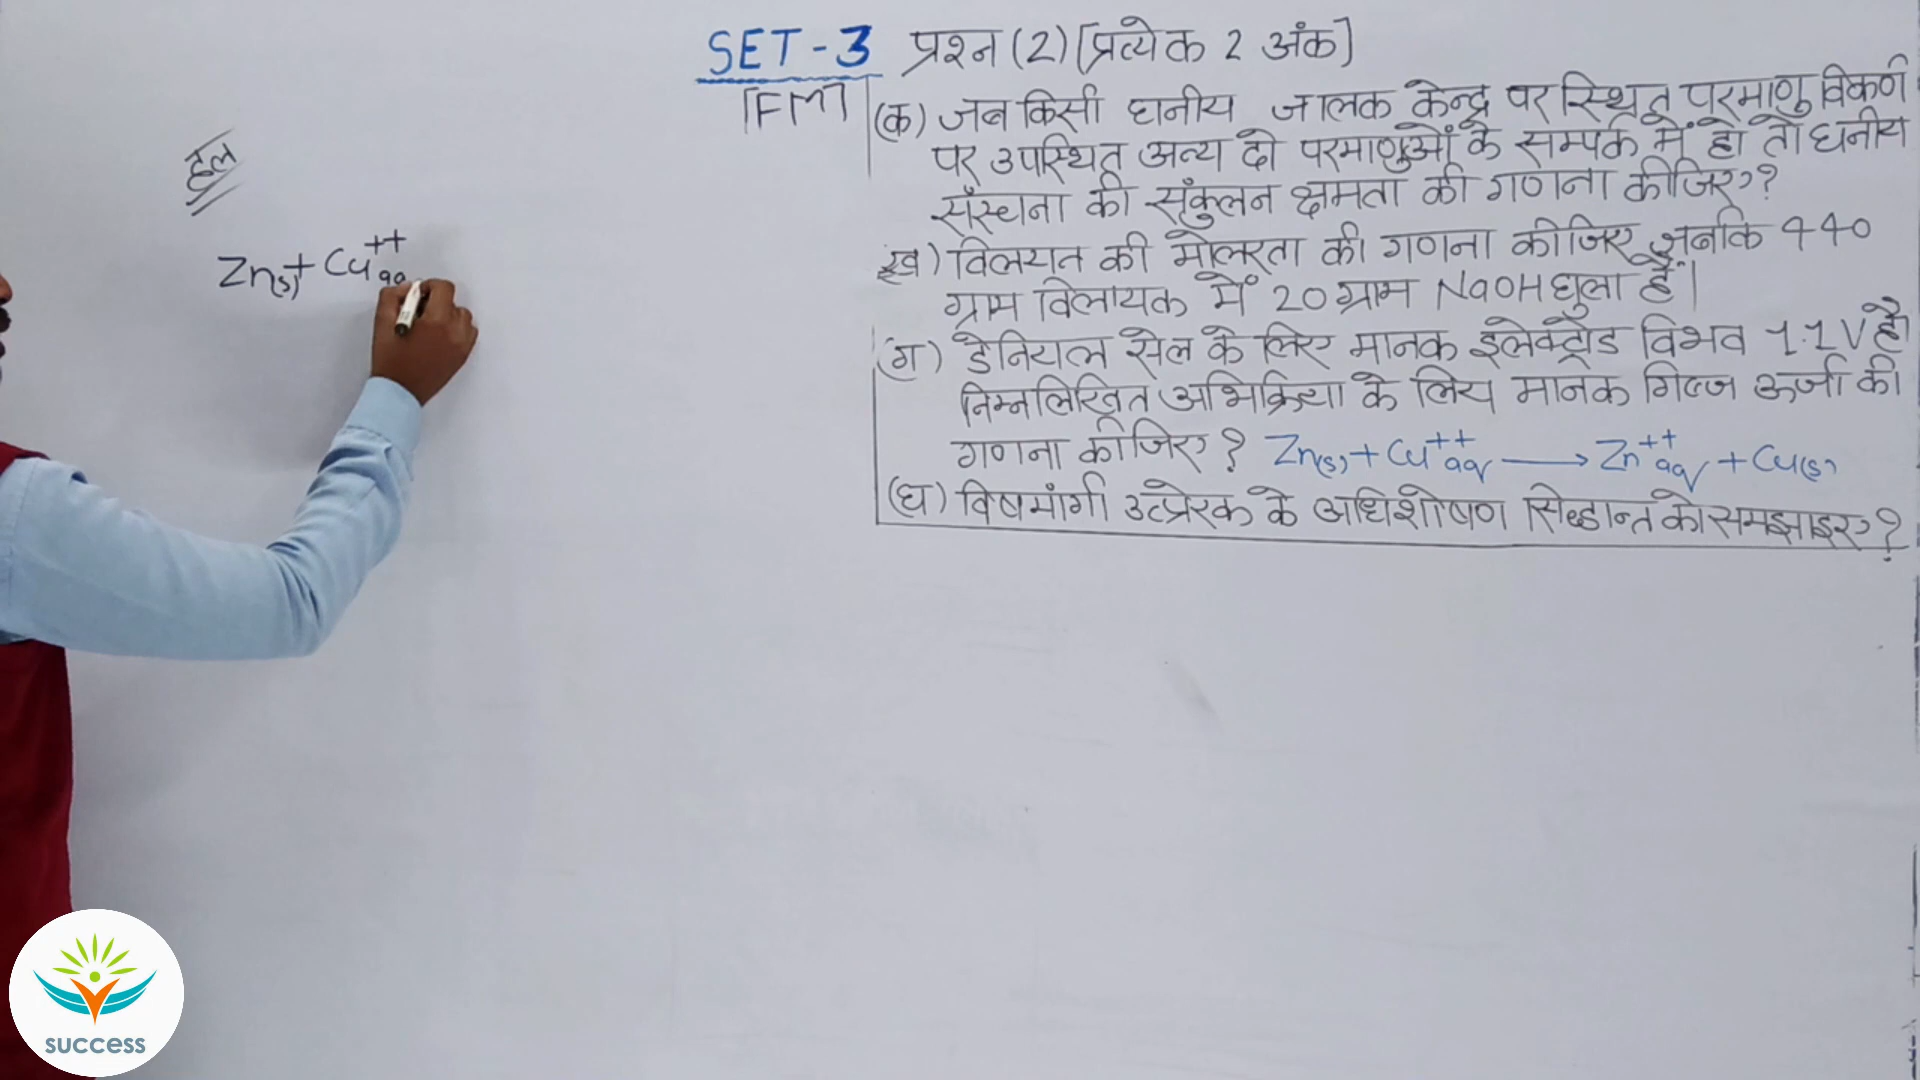 SET-3 प्रश्न (2) [प्रत्येक 2 अंक]
[FM]
(क) जब किसी घनीय जालक केन्द्र पर स्थित परमाणु विकर्ण
पर उपस्थित अन्य दो परमाणुओं के सम्पर्क में हो तो घनीय
संरचना की संकुलन क्षमता की गणना कीजिए?
ख) विलयन की मोलरता की गणना कीजिए जबकि 440
ग्राम विलायक में 20 ग्राम NaOH घुला है।
(ग) डेनियल सेल के लिए मानक इलेक्ट्रोड विभव 1.1V है।
निम्नलिखित अभिक्रिया के लिये मानक गिब्ज ऊर्जा की
गणना कीजिए? Zn(s) + Cu⁺⁺aq ⟶ Zn⁺⁺aq + Cu(s)
(घ) विषमांगी उत्प्रेरक के अधिशोषण सिद्धान्त को समझाइए?
हल
Zn(s) + Cu⁺⁺aq
success